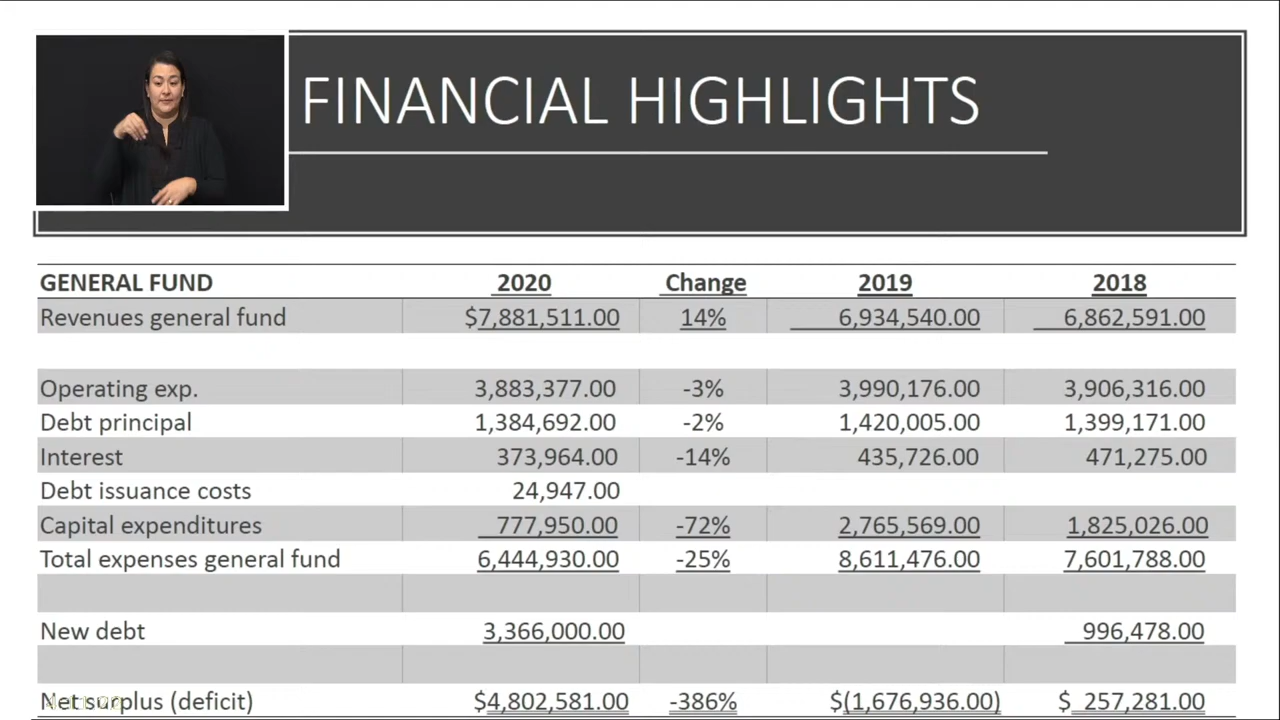 FINANCIAL HIGHLIGHTS
GENERAL FUND 2020 Change 2019 2018
Revenues general fund $7,881,511.00 14% 6,934,540.00 6,862,591.00
Operating exp. 3,883,377.00 -3% 3,990,176.00 3,906,316.00
Debt principal 1,384,692.00 -2% 1,420,005.00 1,399,171.00
Interest 373,964.00 -14% 435,726.00 471,275.00
Debt issuance costs 24,947.00
Capital expenditures 777,950.00 -72% 2,765,569.00 1,825,026.00
Total expenses general fund 6,444,930.00 -25% 8,611,476.00 7,601,788.00
New debt 3,366,000.00 996,478.00
Net surplus (deficit) $4,802,581.00 -386% $(1,676,936.00) $ 257,281.00